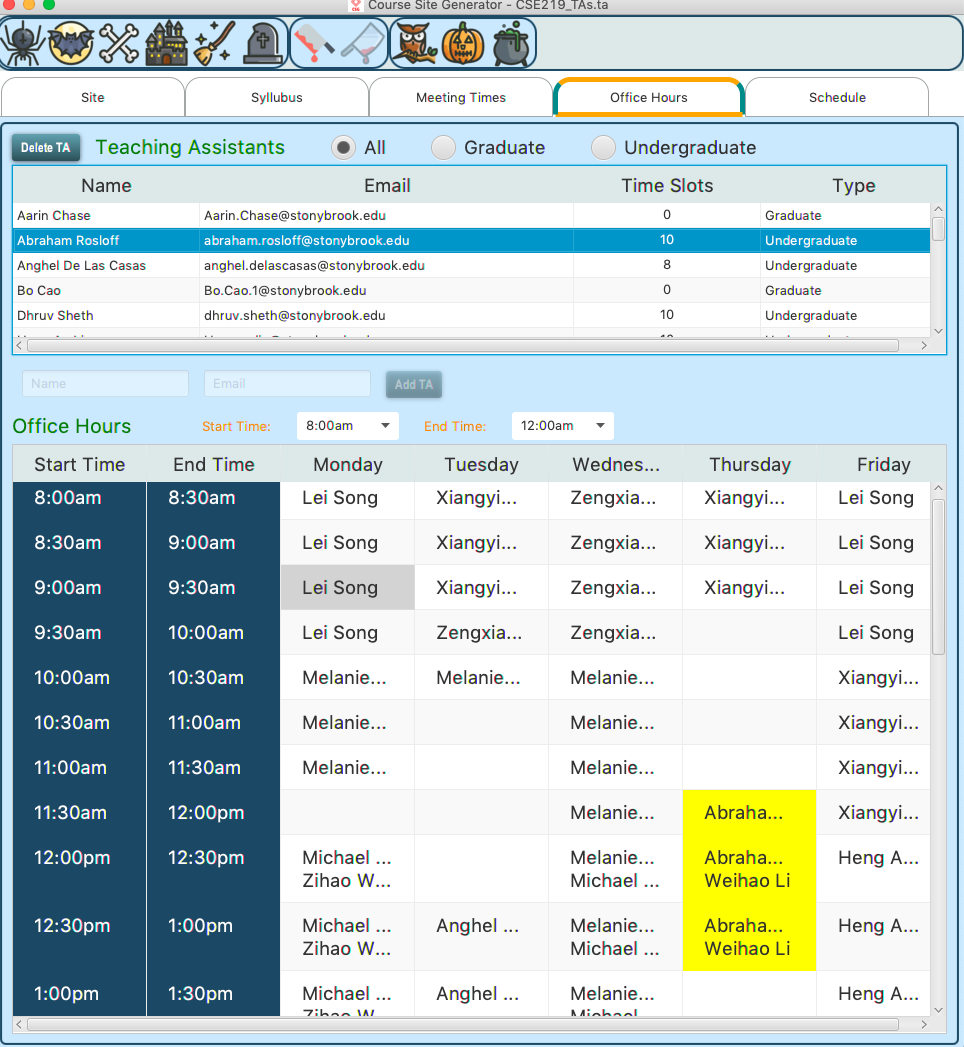 Course Site Generator - CSE219_TAs.ta
Site Syllubus Meeting Times Office Hours Schedule
Delete TA Teaching Assistants All Graduate Undergraduate
Name Email Time Slots Type
Aarin Chase Aarin.Chase@stonybrook.edu 0 Graduate
Abraham Rosloff abraham.rosloff@stonybrook.edu 10 Undergraduate
Anghel De Las Casas anghel.delascasas@stonybrook.edu 8 Undergraduate
Bo Cao Bo.Cao.1@stonybrook.edu 0 Graduate
Dhruv Sheth dhruv.sheth@stonybrook.edu 10 Undergraduate
Name Email Add TA
Office Hours Start Time: 8:00am End Time: 12:00am
Start Time End Time Monday Tuesday Wednes... Thursday Friday
8:00am 8:30am Lei Song Xiangyi... Zengxia... Xiangyi... Lei Song
8:30am 9:00am Lei Song Xiangyi... Zengxia... Xiangyi... Lei Song
9:00am 9:30am Lei Song Xiangyi... Zengxia... Xiangyi... Lei Song
9:30am 10:00am Lei Song Zengxia... Zengxia... Lei Song
10:00am 10:30am Melanie... Melanie... Melanie... Xiangyi...
10:30am 11:00am Melanie... Melanie... Xiangyi...
11:00am 11:30am Melanie... Melanie... Xiangyi...
11:30am 12:00pm Melanie... Abraha... Xiangyi...
12:00pm 12:30pm Michael ... Melanie... Abraha... Heng A...
Zihao W... Michael ... Weihao Li
12:30pm 1:00pm Michael ... Anghel ... Melanie... Abraha... Heng A...
Zihao W... Michael ... Weihao Li
1:00pm 1:30pm Michael ... Anghel ... Melanie... Heng A...
Zihao W... Michael ...